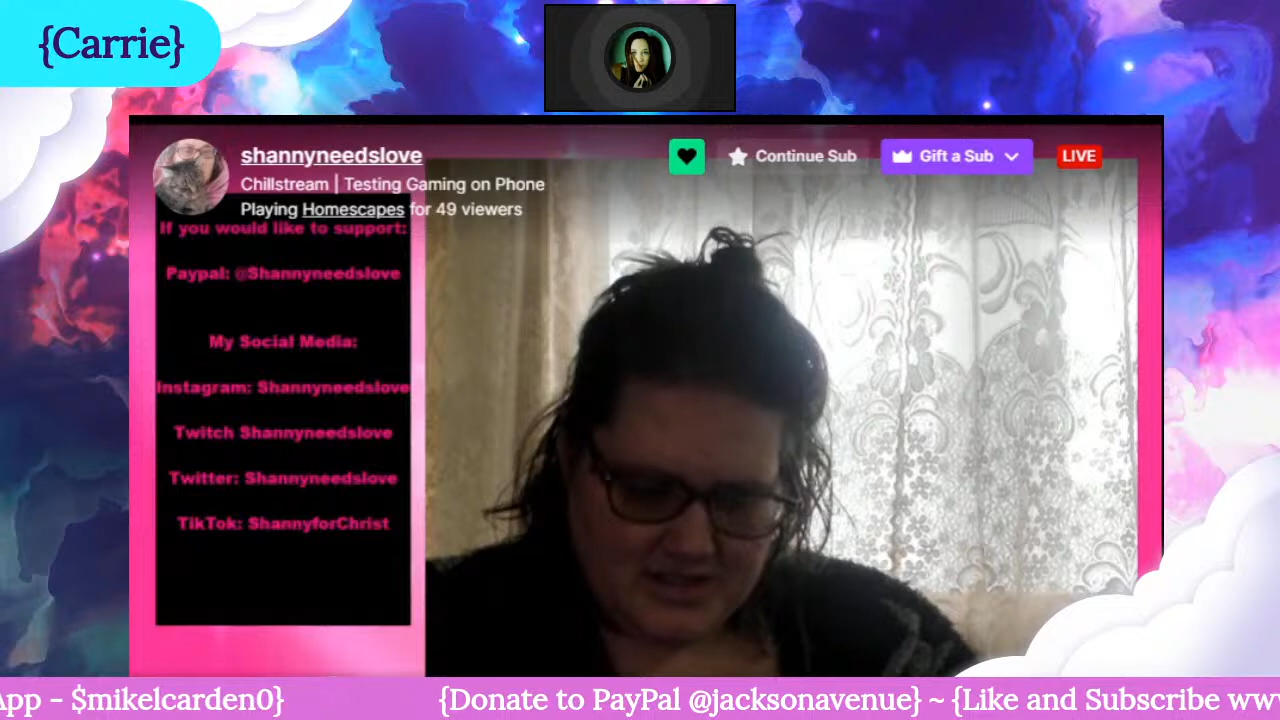 {Carrie}
shannyneedslove
Continue Sub
Gift a Sub
LIVE
Chillstream | Testing Gaming on Phone
Playing Homescapes for 49 viewers
If you would like to support:
Paypal: @Shannyneedslove
My Social Media:
Instagram: Shannyneedslove
Twitch Shannyneedslove
Twitter: Shannyneedslove
TikTok: ShannyforChrist
App - $mikelcarden0} {Donate to PayPal @jacksonavenue} ~ {Like and Subscribe www